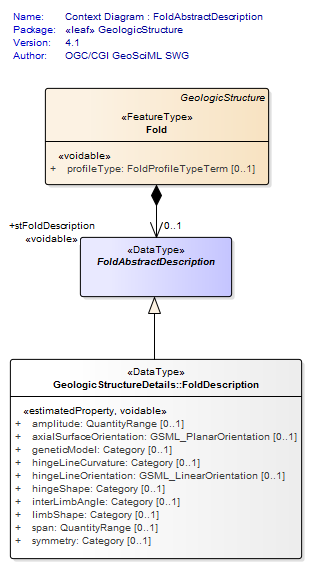 Name: Context Diagram : FoldAbstractDescription
Package: «leaf» GeologicStructure
Version: 4.1
Author: OGC/CGI GeoSciML SWG
GeologicStructure
«FeatureType»
Fold
«voidable»
+ profileType: FoldProfileTypeTerm [0..1]
+stFoldDescription 0..1
«voidable»
«DataType»
FoldAbstractDescription
«DataType»
GeologicStructureDetails::FoldDescription
«estimatedProperty, voidable»
+ amplitude: QuantityRange [0..1]
+ axialSurfaceOrientation: GSML_PlanarOrientation [0..1]
+ geneticModel: Category [0..1]
+ hingeLineCurvature: Category [0..1]
+ hingeLineOrientation: GSML_LinearOrientation [0..1]
+ hingeShape: Category [0..1]
+ interLimbAngle: Category [0..1]
+ limbShape: Category [0..1]
+ span: QuantityRange [0..1]
+ symmetry: Category [0..1]